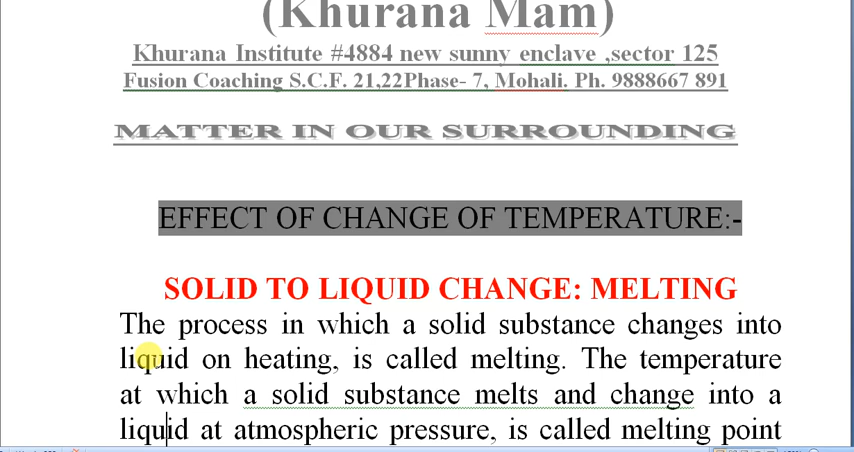 (Khurana Mam)
Khurana Institute #4884 new sunny enclave ,sector 125
Fusion Coaching S.C.F. 21,22Phase- 7, Mohali. Ph. 9888667 891
MATTER IN OUR SURROUNDING
EFFECT OF CHANGE OF TEMPERATURE:-
SOLID TO LIQUID CHANGE: MELTING
The process in which a solid substance changes into
liquid on heating, is called melting. The temperature
at which a solid substance melts and change into a
liquid at atmospheric pressure, is called melting point